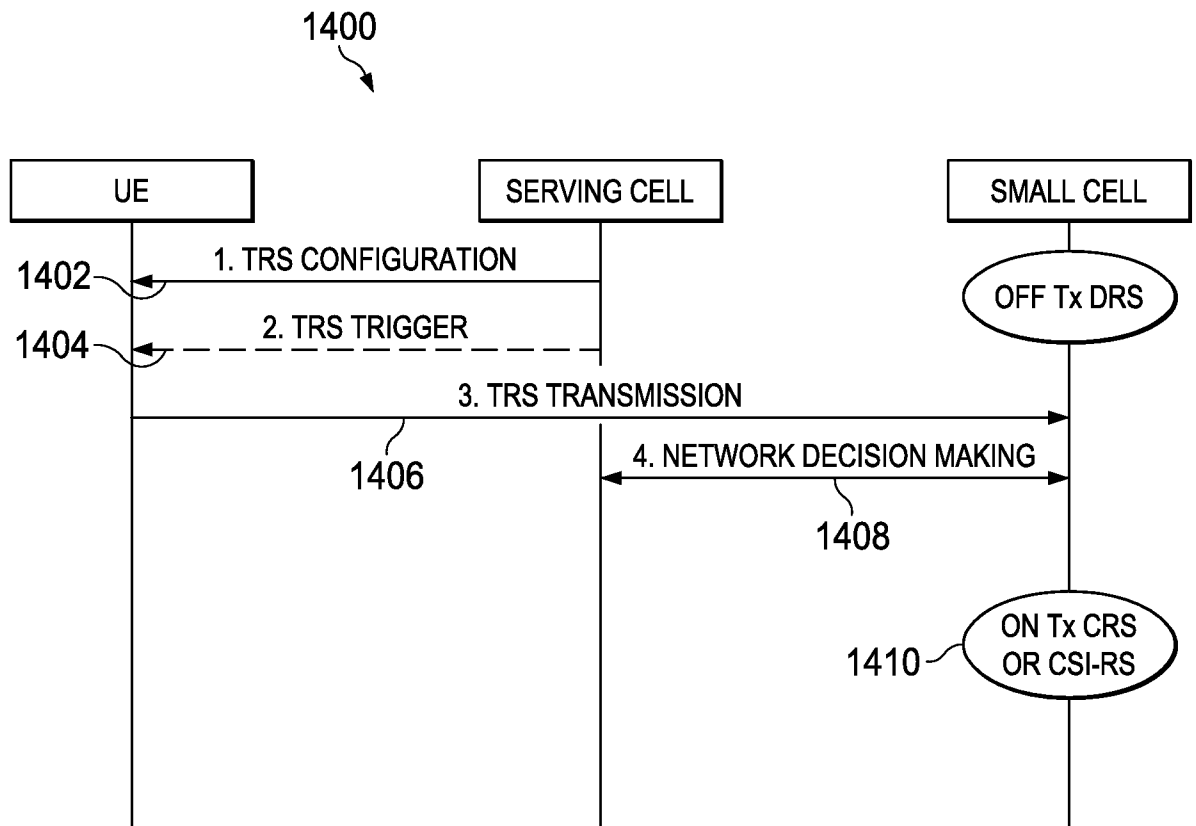 1400
UE
SERVING CELL
SMALL CELL
1. TRS CONFIGURATION
1402
OFF Tx DRS
2. TRS TRIGGER
1404
3. TRS TRANSMISSION
1406
4. NETWORK DECISION MAKING
1408
ON Tx CRS
OR CSI-RS
1410